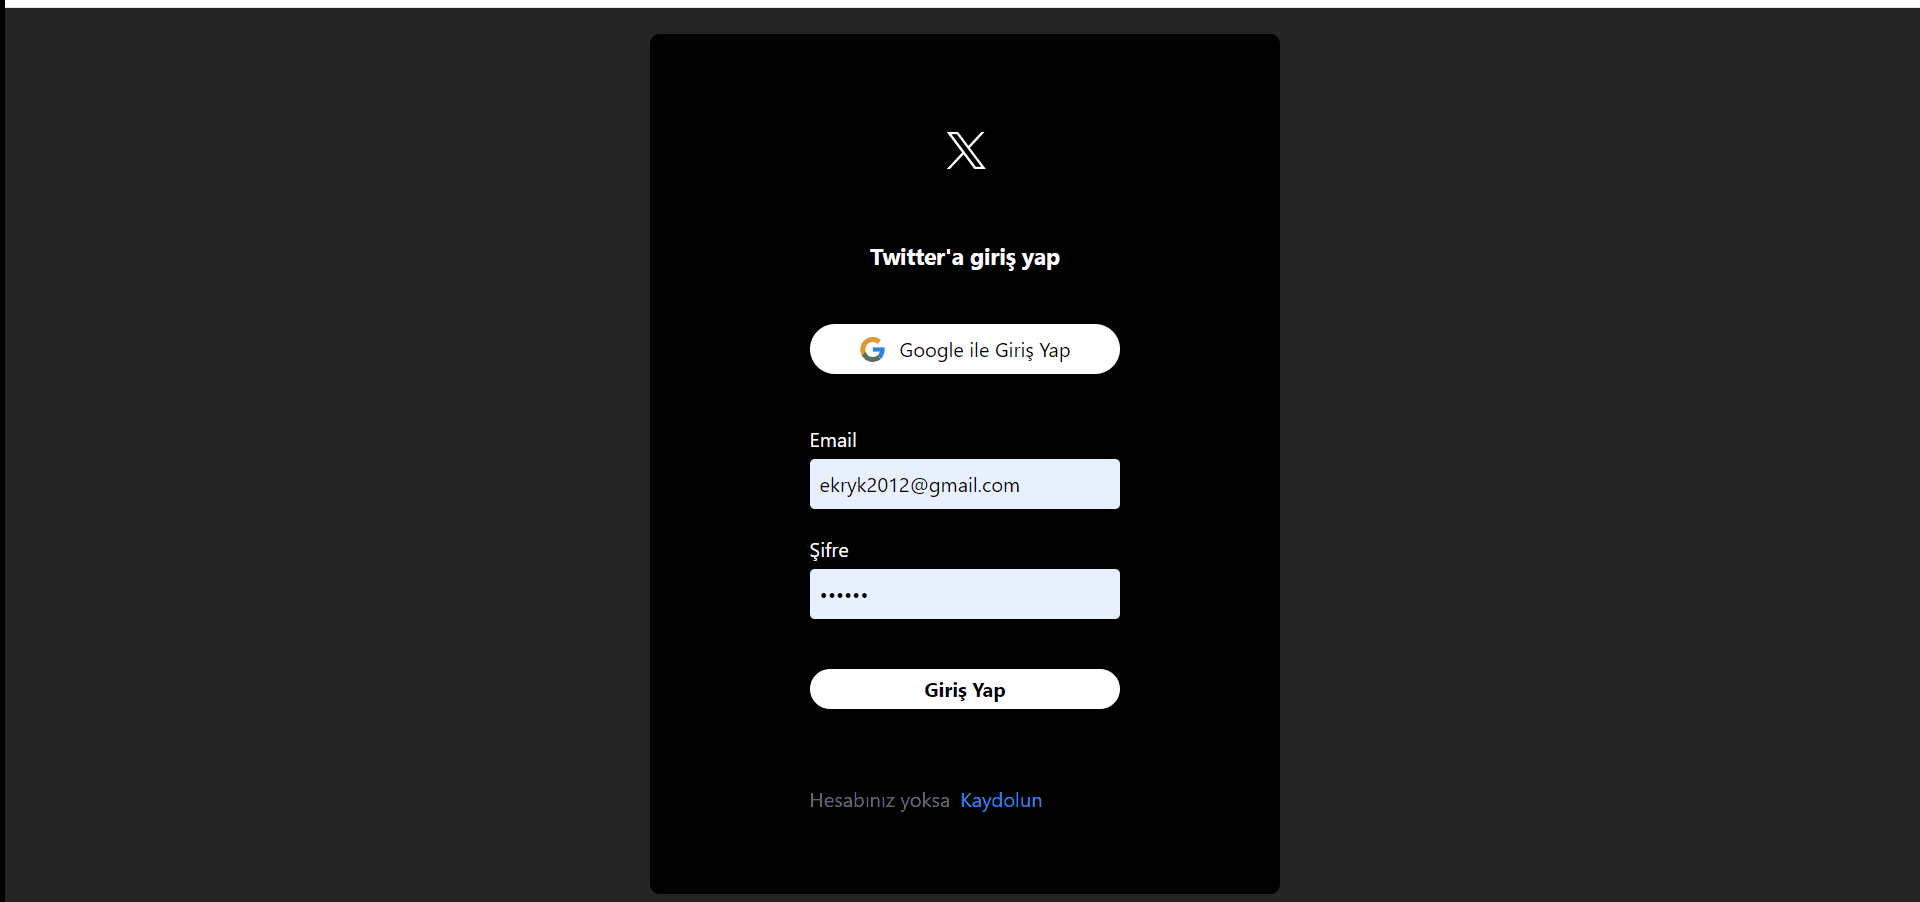 Twitter'a giriş yap
Google ile Giriş Yap
Email
ekryk2012@gmail.com
Şifre
••••••
Giriş Yap
Hesabınız yoksa Kaydolun